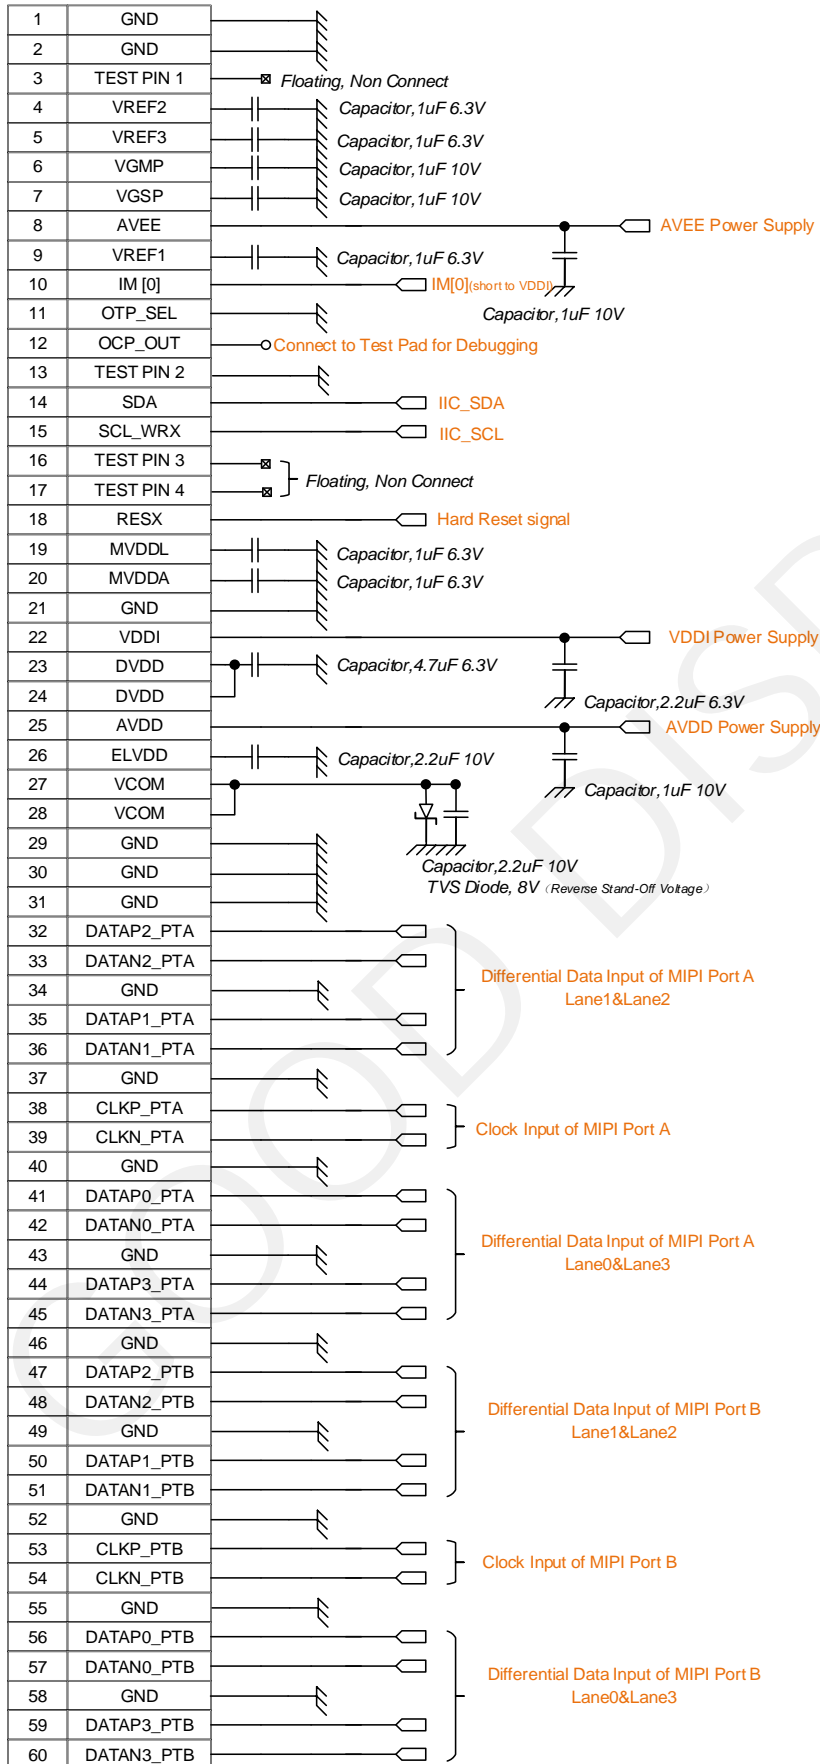 1 GND
2 GND
3 TEST PIN 1 Floating, Non Connect
4 VREF2 Capacitor,1uF 6.3V
5 VREF3 Capacitor,1uF 6.3V
6 VGMP Capacitor,1uF 10V
7 VGSP Capacitor,1uF 10V
8 AVEE AVEE Power Supply
9 VREF1 Capacitor,1uF 6.3V
10 IM [0] IM[0](short to VDDI)
11 OTP_SEL Capacitor,1uF 10V
12 OCP_OUT Connect to Test Pad for Debugging
13 TEST PIN 2
14 SDA IIC_SDA
15 SCL_WRX IIC_SCL
16 TEST PIN 3
Floating, Non Connect
17 TEST PIN 4
18 RESX Hard Reset signal
19 MVDDL Capacitor,1uF 6.3V
20 MVDDA Capacitor,1uF 6.3V
21 GND
22 VDDI VDDI Power Supply
23 DVDD Capacitor,4.7uF 6.3V
24 DVDD Capacitor,2.2uF 6.3V
25 AVDD AVDD Power Supply
26 ELVDD Capacitor,2.2uF 10V
27 VCOM Capacitor,1uF 10V
28 VCOM
29 GND
30 GND Capacitor,2.2uF 10V
TVS Diode, 8V (Reverse Stand-Off Voltage)
31 GND
32 DATAP2_PTA
33 DATAN2_PTA
Differential Data Input of MIPI Port A
34 GND
Lane1&Lane2
35 DATAP1_PTA
36 DATAN1_PTA
37 GND
38 CLKP_PTA
Clock Input of MIPI Port A
39 CLKN_PTA
40 GND
41 DATAP0_PTA
42 DATAN0_PTA
Differential Data Input of MIPI Port A
43 GND
Lane0&Lane3
44 DATAP3_PTA
45 DATAN3_PTA
46 GND
47 DATAP2_PTB
48 DATAN2_PTB
Differential Data Input of MIPI Port B
49 GND
Lane1&Lane2
50 DATAP1_PTB
51 DATAN1_PTB
52 GND
53 CLKP_PTB
Clock Input of MIPI Port B
54 CLKN_PTB
55 GND
56 DATAP0_PTB
57 DATAN0_PTB
Differential Data Input of MIPI Port B
58 GND
Lane0&Lane3
59 DATAP3_PTB
60 DATAN3_PTB
GOOD DISP